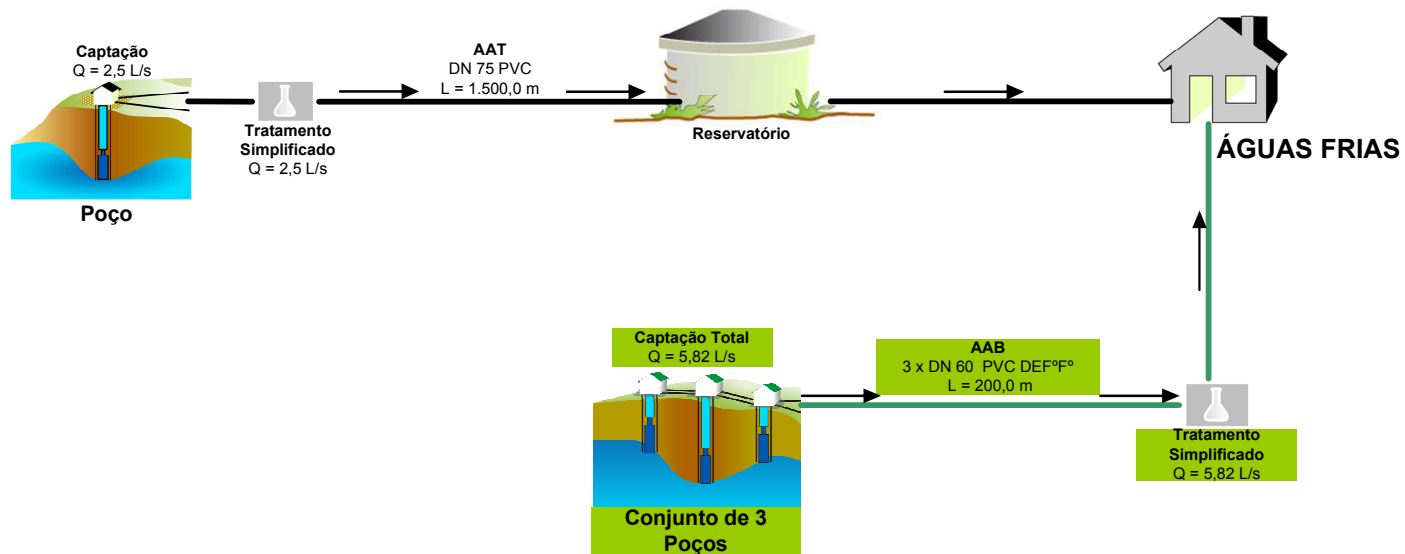 Captação
Q = 2,5 L/s
Poço
Tratamento
Simplificado
Q = 2,5 L/s
AAT
DN 75 PVC
L = 1.500,0 m
Reservatório
ÁGUAS FRIAS
Captação Total
Q = 5,82 L/s
Conjunto de 3
Poços
AAB
3 x DN 60 PVC DEFºFº
L = 200,0 m
Tratamento
Simplificado
Q = 5,82 L/s